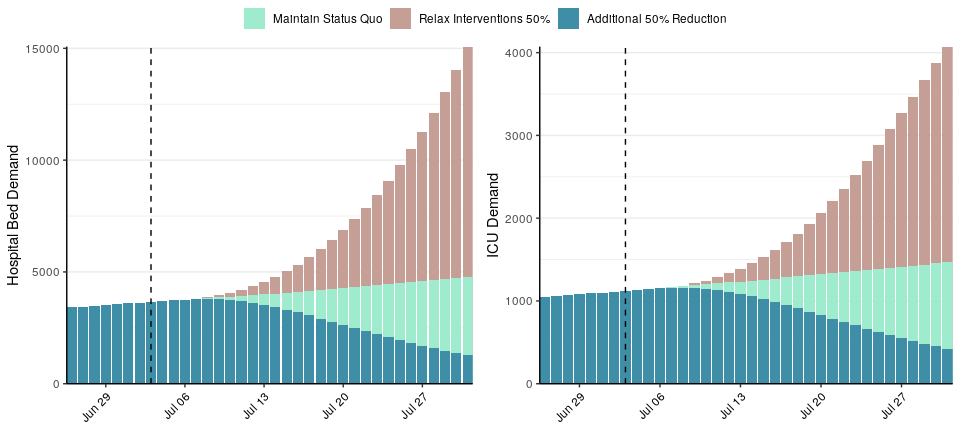 Maintain Status Quo Relax Interventions 50% Additional 50% Reduction
Hospital Bed Demand
15000
10000
5000
0
Jun 29 Jul 06 Jul 13 Jul 20 Jul 27
ICU Demand
4000
3000
2000
1000
0
Jun 29 Jul 06 Jul 13 Jul 20 Jul 27